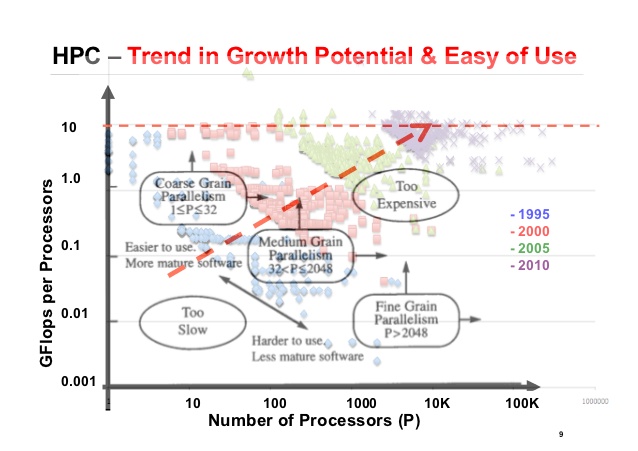 HPC – Trend in Growth Potential & Easy of Use
GFlops per Processors
10
1.0
0.1
0.01
0.001
Coarse Grain
Parallelism
1≤P≤32
Too
Expensive
- 1995
- 2000
- 2005
- 2010
Easier to use.
More mature software
Medium Grain
Parallelism
32<P≤2048
Too
Slow
Fine Grain
Parallelism
P>2048
Harder to use.
Less mature software
1
10
100
1000
10K
100K
1000000
Number of Processors (P)
9